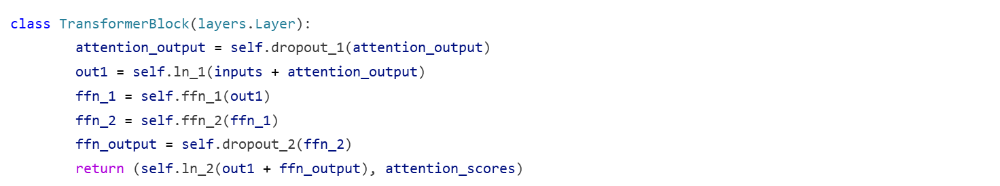 class TransformerBlock(layers.Layer):
        attention_output = self.dropout_1(attention_output)
        out1 = self.ln_1(inputs + attention_output)
        ffn_1 = self.ffn_1(out1)
        ffn_2 = self.ffn_2(ffn_1)
        ffn_output = self.dropout_2(ffn_2)
        return (self.ln_2(out1 + ffn_output), attention_scores)